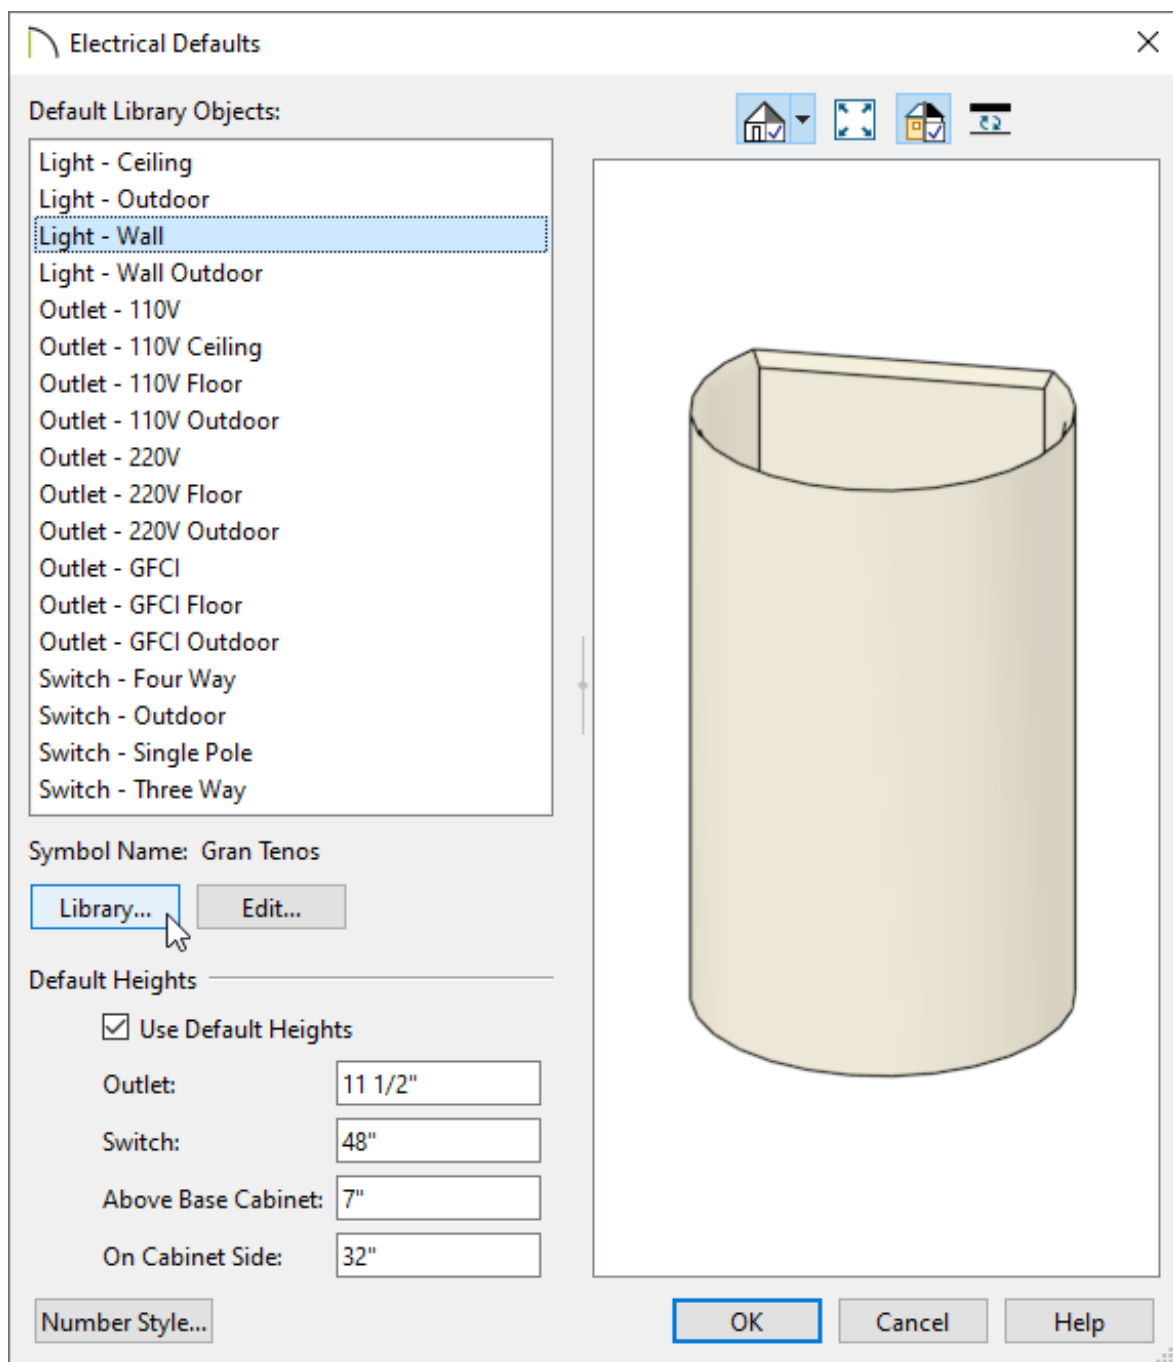 Electrical Defaults
Default Library Objects:
Light - Ceiling
Light - Outdoor
Light - Wall
Light - Wall Outdoor
Outlet - 110V
Outlet - 110V Ceiling
Outlet - 110V Floor
Outlet - 110V Outdoor
Outlet - 220V
Outlet - 220V Floor
Outlet - 220V Outdoor
Outlet - GFCI
Outlet - GFCI Floor
Outlet - GFCI Outdoor
Switch - Four Way
Switch - Outdoor
Switch - Single Pole
Switch - Three Way
Symbol Name: Gran Tenos
Library... Edit...
Default Heights
Use Default Heights
Outlet: 11 1/2"
Switch: 48"
Above Base Cabinet: 7"
On Cabinet Side: 32"
Number Style... OK Cancel Help